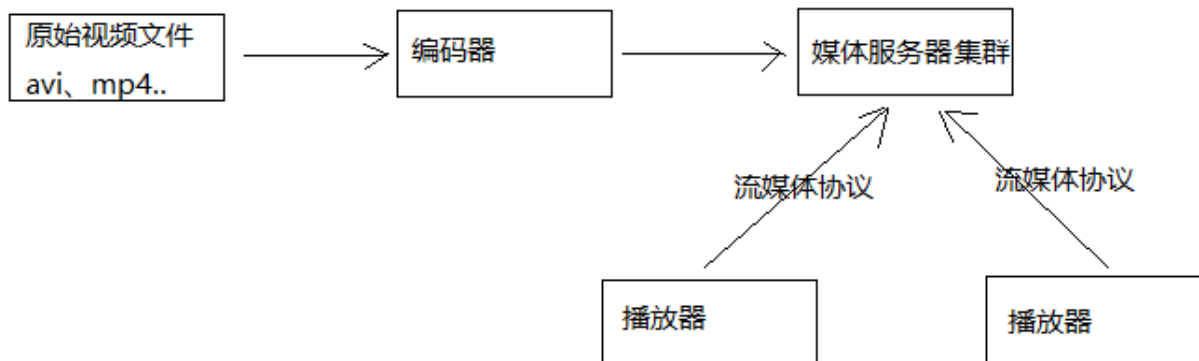 原始视频文件
avi、mp4..
编码器
媒体服务器集群
流媒体协议
流媒体协议
播放器
播放器